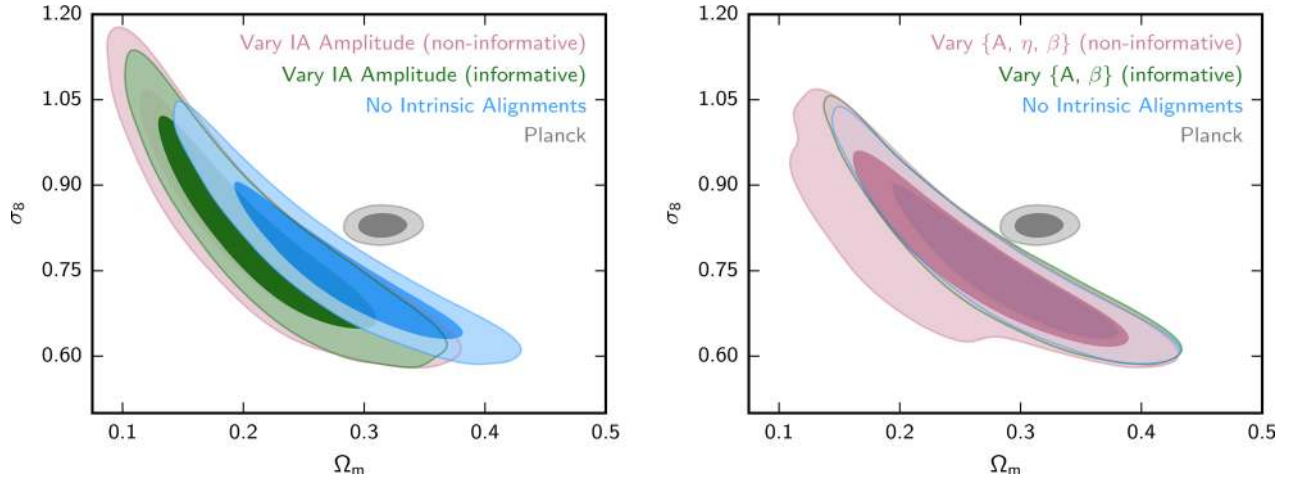 1.20
1.05
0.90
0.75
0.60
σ₈
Vary IA Amplitude (non-informative)
Vary IA Amplitude (informative)
No Intrinsic Alignments
Planck
0.1 0.2 0.3 0.4 0.5
Ωₘ
1.20
1.05
0.90
0.75
0.60
σ₈
Vary {A, η, β} (non-informative)
Vary {A, β} (informative)
No Intrinsic Alignments
Planck
0.1 0.2 0.3 0.4 0.5
Ωₘ